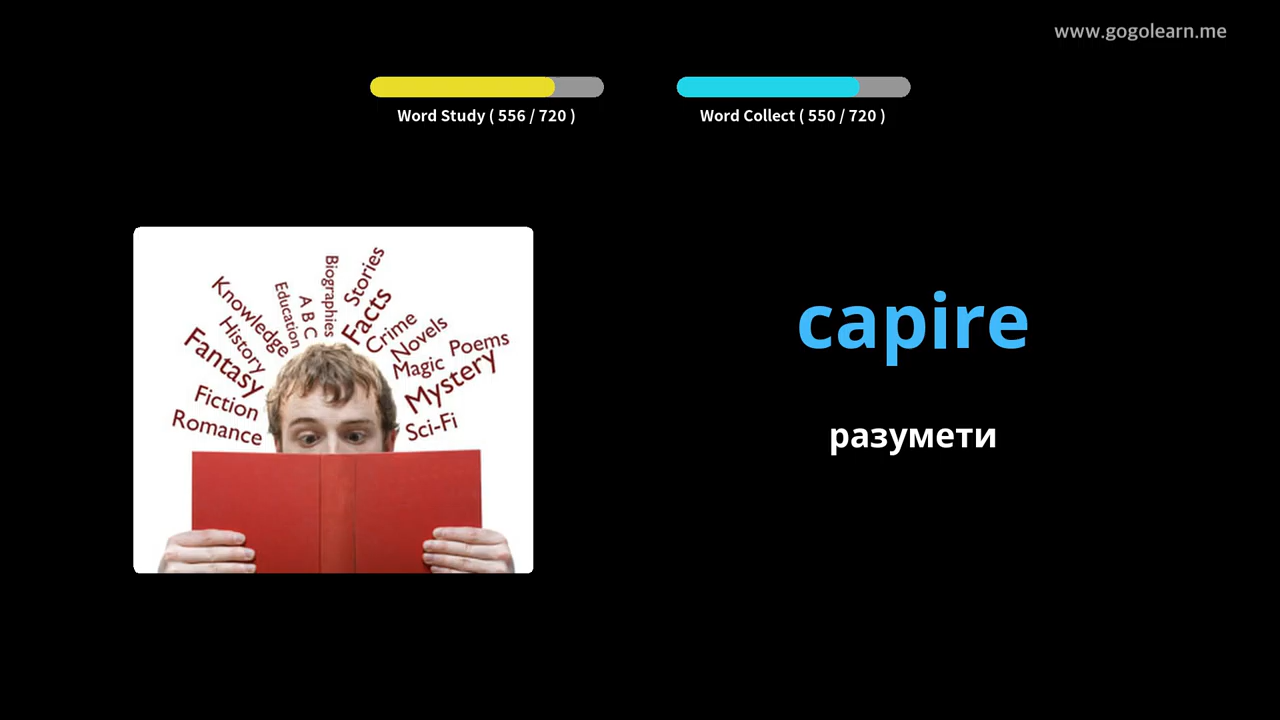 www.gogolearn.me
Word Study ( 556 / 720 )
Word Collect ( 550 / 720 )
Biographies
Stories
Education
A B C
Facts
Knowledge
Crime
History
Novels
Fantasy
Magic
Poems
Mystery
Fiction
Romance
Sci-Fi
capire
разумети